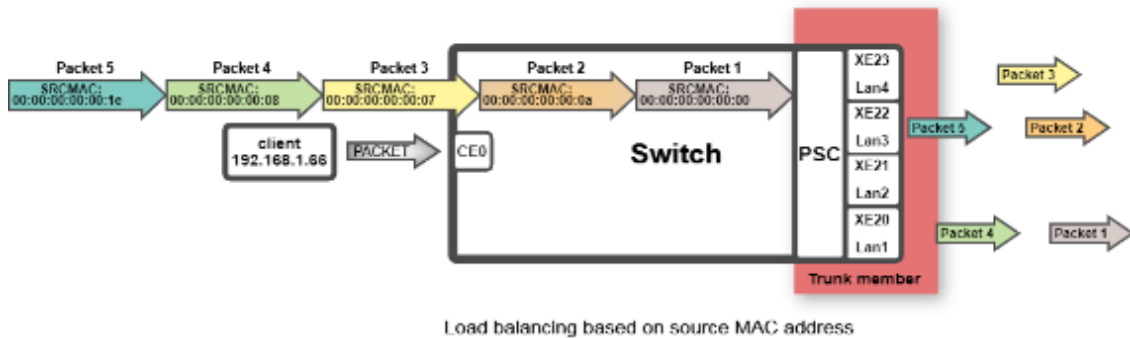 Packet 5
SRCMAC:
00:00:00:00:00:1e
Packet 4
SRCMAC:
00:00:00:00:00:08
Packet 3
SRCMAC:
00:00:00:00:00:07
Packet 2
SRCMAC:
00:00:00:00:00:0a
Packet 1
SRCMAC:
00:00:00:00:00:00
client
192.168.1.66
PACKET
CE0
Switch
PSC
XE23
Lan4
XE22
Lan3
XE21
Lan2
XE20
Lan1
Trunk member
Packet 3
Packet 5
Packet 2
Packet 4
Packet 1
Load balancing based on source MAC address